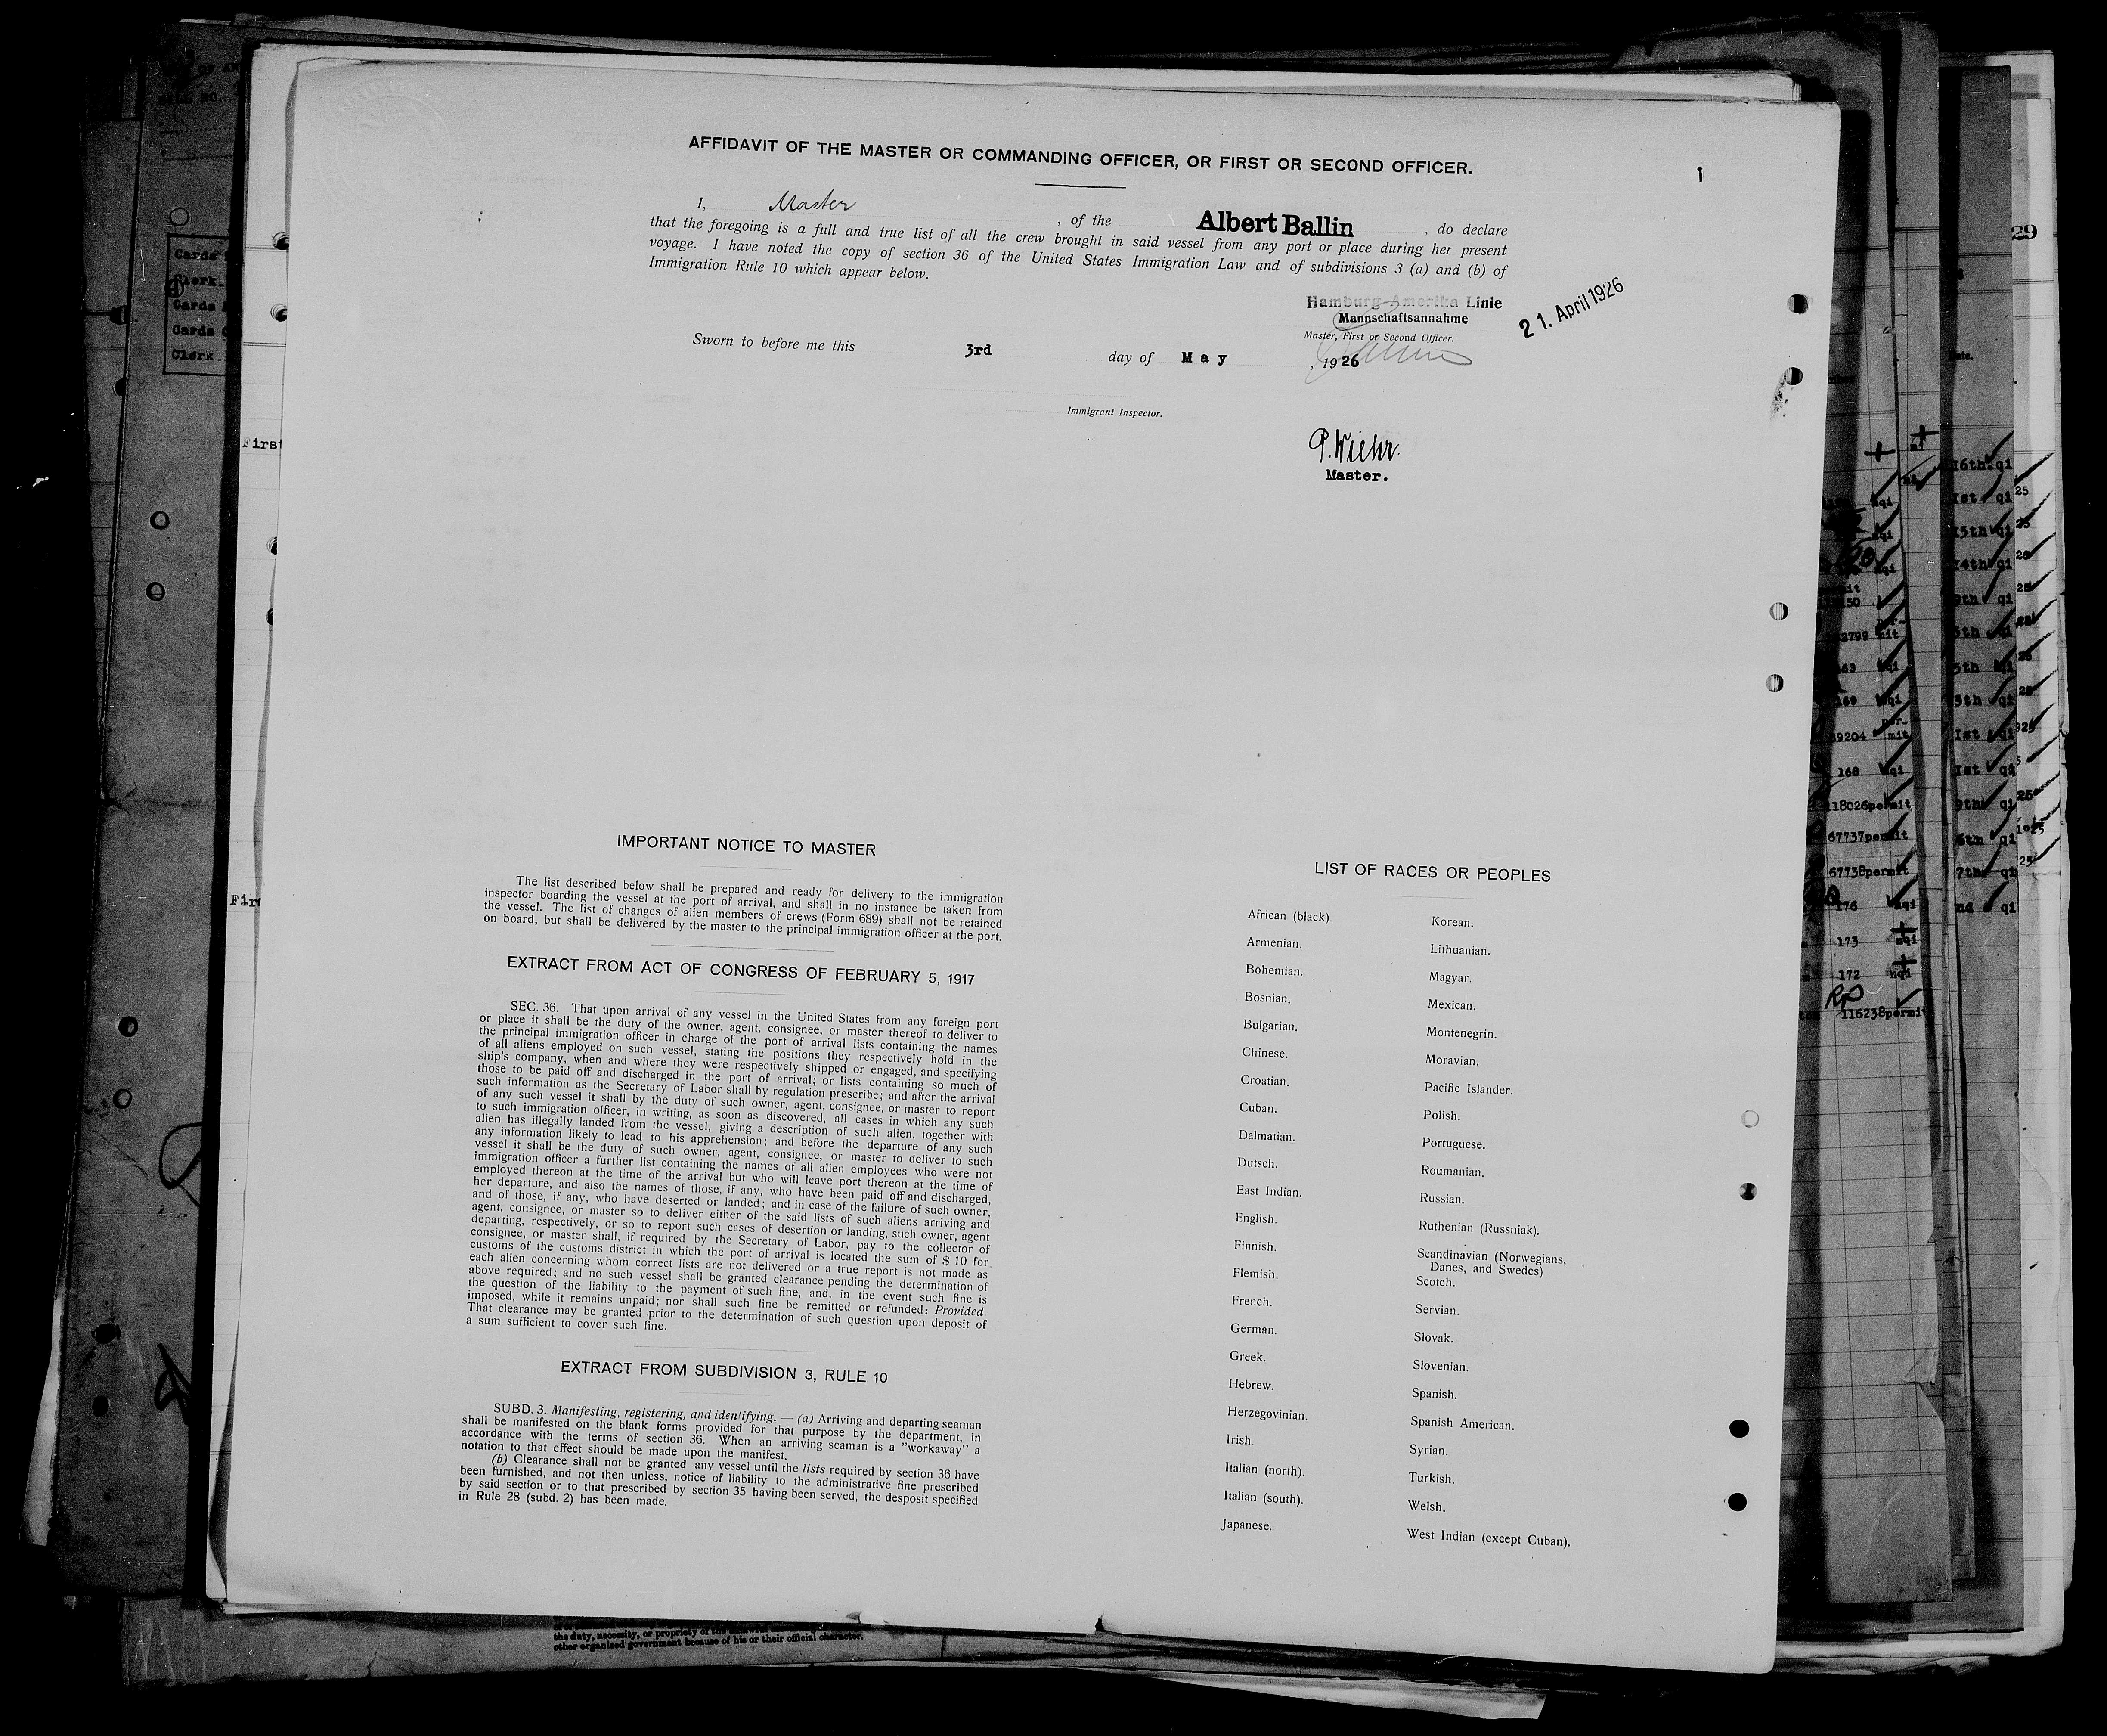 AFFIDAVIT OF THE MASTER OR COMMANDING OFFICER, OR FIRST OR SECOND OFFICER.
1
I, Master , of the Albert Ballin , do declare
that the foregoing is a full and true list of all the crew brought in said vessel from any port or place during her present
voyage. I have noted the copy of section 36 of the United States Immigration Law and of subdivisions 3 (a) and (b) of
Immigration Rule 10 which appear below.
Hamburg-Amerika Linie
Mannschaftsannahme
21. April 1926
Master, First or Second Officer.
Sworn to before me this 3rd day of May , 1926
Immigrant Inspector.
P. Wiehr
Master.
IMPORTANT NOTICE TO MASTER
The list described below shall be prepared and ready for delivery to the immigration
inspector boarding the vessel at the port of arrival, and shall in no instance be taken from
the vessel. The list of changes of alien members of crews (Form 689) shall not be retained
on board, but shall be delivered by the master to the principal immigration officer at the port.
EXTRACT FROM ACT OF CONGRESS OF FEBRUARY 5, 1917
SEC. 36. That upon arrival of any vessel in the United States from any foreign port
or place it shall be the duty of the owner, agent, consignee, or master thereof to deliver to
the principal immigration officer in charge of the port of arrival lists containing the names
of all aliens employed on such vessel, stating the positions they respectively hold in the
ship's company, when and where they were respectively shipped or engaged, and specifying
those to be paid off and discharged in the port of arrival; or lists containing so much of
such information as the Secretary of Labor shall by regulation prescribe; and after the arrival
of any such vessel it shall by the duty of such owner, agent, consignee, or master to report
to such immigration officer, in writing, as soon as discovered, all cases in which any such
alien has illegally landed from the vessel, giving a description of such alien, together with
any information likely to lead to his apprehension; and before the departure of any such
vessel it shall be the duty of such owner, agent, consignee, or master to deliver to such
immigration officer a further list containing the names of all alien employees who were not
employed thereon at the time of the arrival but who will leave port thereon at the time of
her departure, and also the names of those, if any, who have been paid off and discharged,
and of those, if any, who have deserted or landed; and in case of the failure of such owner,
agent, consignee, or master so to deliver either of the said lists of such aliens arriving and
departing, respectively, or so to report such cases of desertion or landing, such owner, agent
consignee, or master shall, if required by the Secretary of Labor, pay to the collector of
customs of the customs district in which the port of arrival is located the sum of $ 10 for
each alien concerning whom correct lists are not delivered or a true report is not made as
above required; and no such vessel shall be granted clearance pending the determination of
the question of the liability to the payment of such fine, and, in the event such fine is
imposed, while it remains unpaid; nor shall such fine be remitted or refunded: Provided.
That clearance may be granted prior to the determination of such question upon deposit of
a sum sufficient to cover such fine.
EXTRACT FROM SUBDIVISION 3, RULE 10
SUBD. 3. Manifesting, registering, and identifying. — (a) Arriving and departing seaman
shall be manifested on the blank forms provided for that purpose by the department, in
accordance with the terms of section 36. When an arriving seaman is a "workaway" a
notation to that effect should be made upon the manifest.
(b) Clearance shall not be granted any vessel until the lists required by section 36 have
been furnished, and not then unless, notice of liability to the administrative fine prescribed
by said section or to that prescribed by section 35 having been served, the desposit specified
in Rule 28 (subd. 2) has been made.
LIST OF RACES OR PEOPLES
African (black).
Armenian.
Bohemian.
Bosnian.
Bulgarian.
Chinese.
Croatian.
Cuban.
Dalmatian.
Dutsch.
East Indian.
English.
Finnish.
Flemish.
French.
German.
Greek.
Hebrew.
Herzegovinian.
Irish.
Italian (north).
Italian (south).
Japanese.
Korean.
Lithuanian.
Magyar.
Mexican.
Montenegrin.
Moravian.
Pacific Islander.
Polish.
Portuguese.
Roumanian.
Russian.
Ruthenian (Russniak).
Scandinavian (Norwegians,
Danes, and Swedes)
Scotch.
Servian.
Slovak.
Slovenian.
Spanish.
Spanish American.
Syrian.
Turkish.
Welsh.
West Indian (except Cuban).
the duty, necessity, or propriety of the
other organized government because of his or their official character.